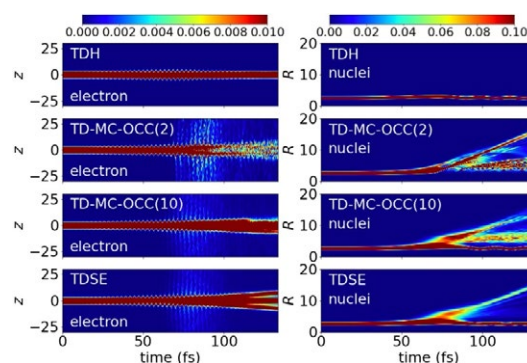 0.000 0.002 0.004 0.006 0.008 0.010
0.00 0.02 0.04 0.06 0.08 0.10
25
0
−25
z
TDH
electron
20
10
0
R
TDH
nuclei
25
0
−25
z
TD-MC-OCC(2)
electron
20
10
0
R
TD-MC-OCC(2)
nuclei
25
0
−25
z
TD-MC-OCC(10)
electron
20
10
0
R
TD-MC-OCC(10)
nuclei
25
0
−25
z
TDSE
electron
20
10
0
R
TDSE
nuclei
0 50 100
time (fs)
0 50 100
time (fs)